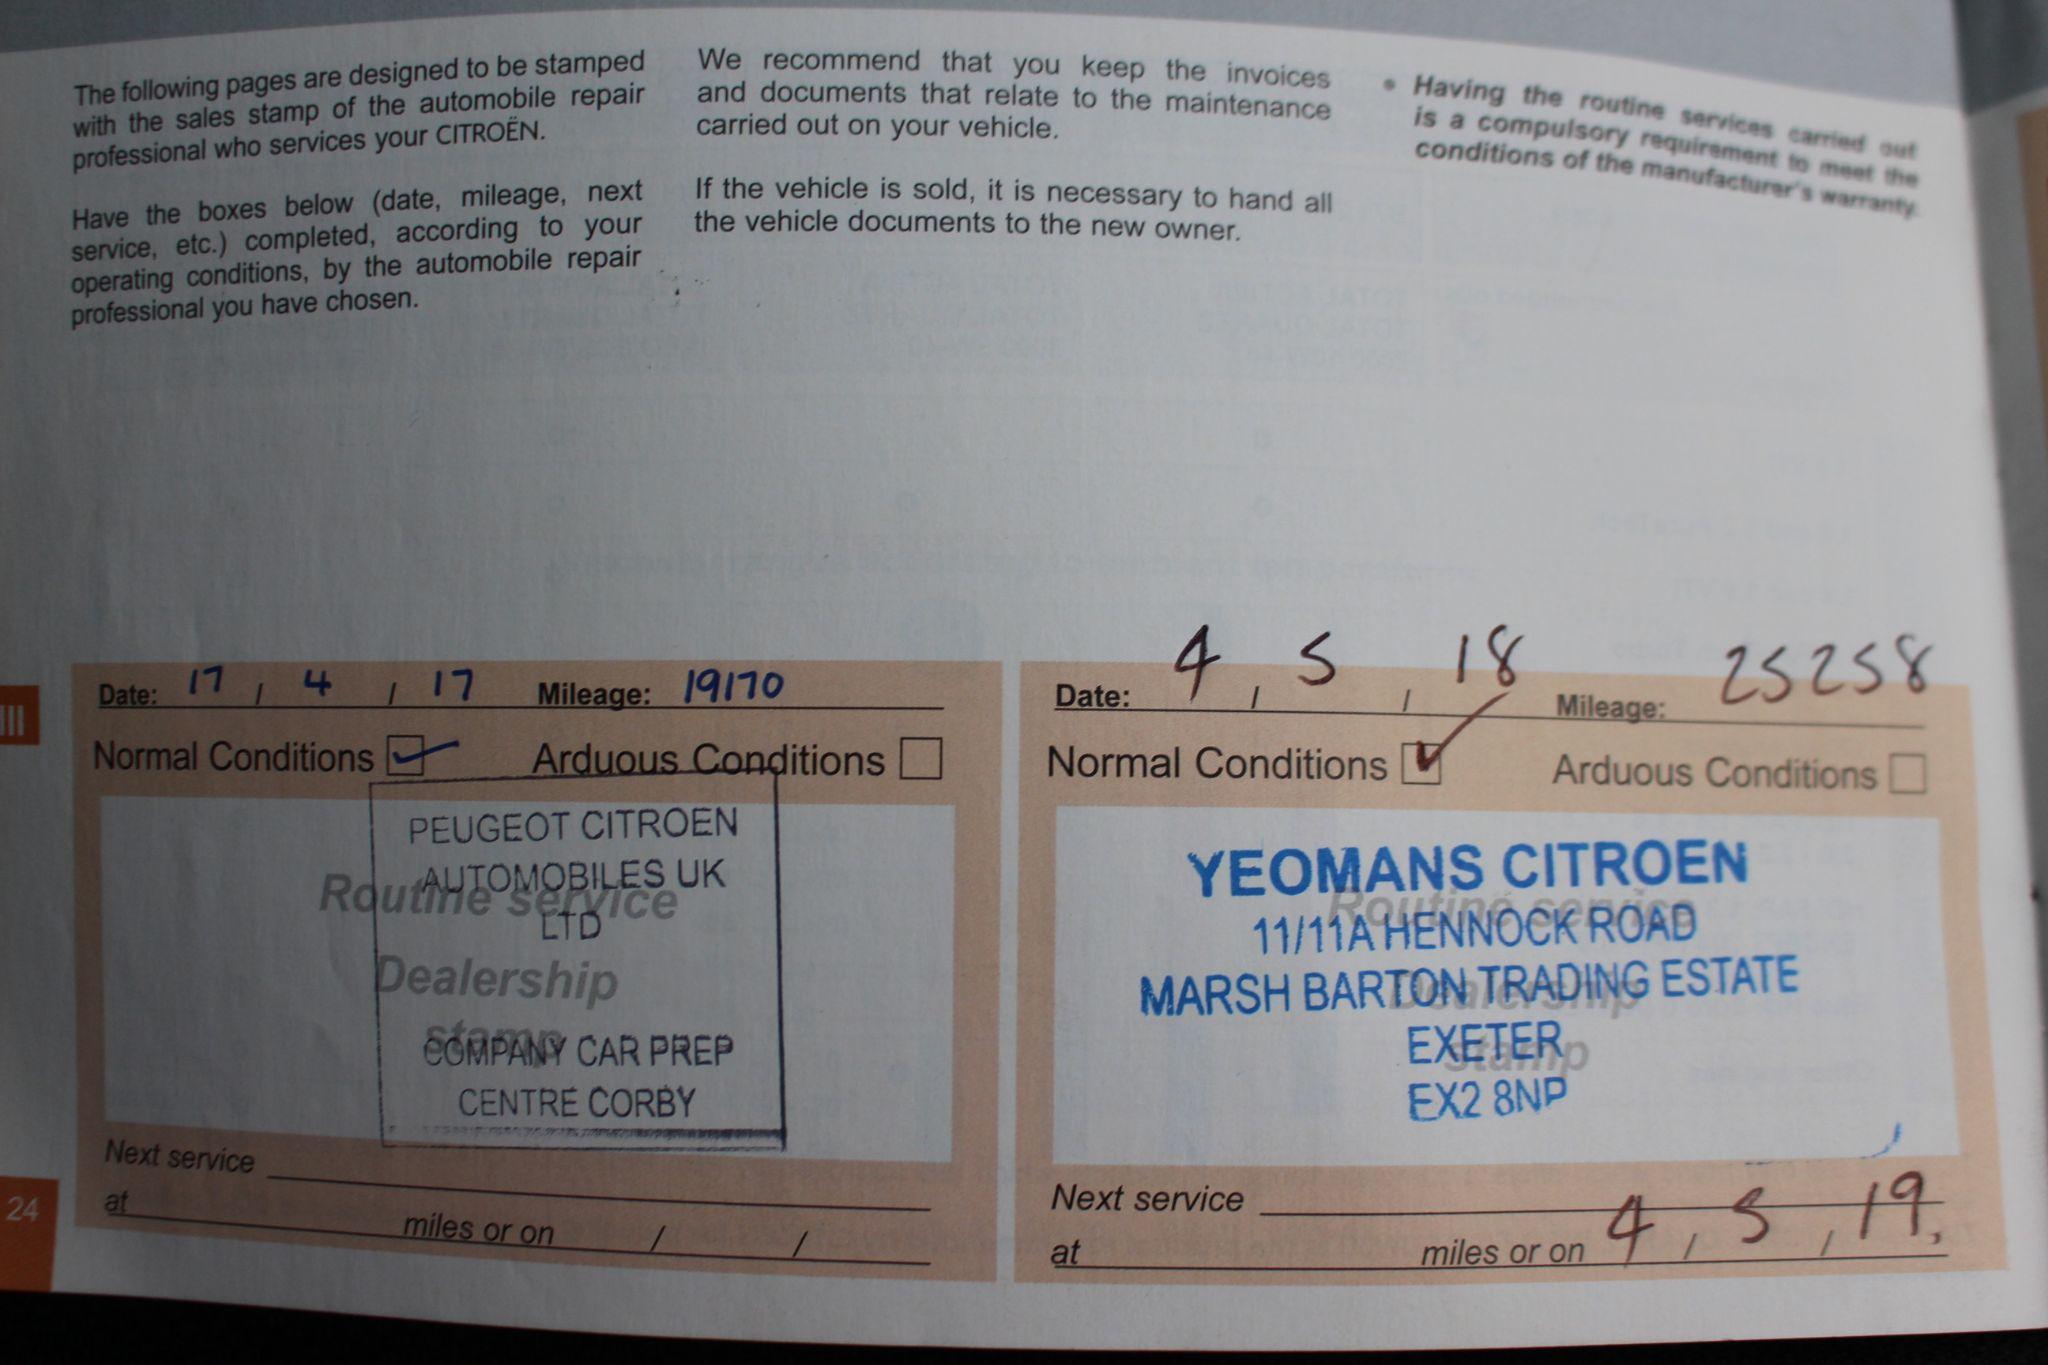 The following pages are designed to be stamped
with the sales stamp of the automobile repair
professional who services your CITROËN.
Have the boxes below (date, mileage, next
service, etc.) completed, according to your
operating conditions, by the automobile repair
professional you have chosen.
We recommend that you keep the invoices
and documents that relate to the maintenance
carried out on your vehicle.
If the vehicle is sold, it is necessary to hand all
the vehicle documents to the new owner.
• Having the routine services carried out
is a compulsory requirement to meet the
conditions of the manufacturer's warranty.
III
Date: 17 / 4 / 17 Mileage: 19170
Normal Conditions Arduous Conditions
PEUGEOT CITROEN
AUTOMOBILES UK
Routine service
LTD
Dealership
stamp
COMPANY CAR PREP
CENTRE CORBY
Next service
at miles or on / /
Date: 4 / 5 / 18 Mileage: 25258
Normal Conditions Arduous Conditions
YEOMANS CITROEN
Routine service
11/11A HENNOCK ROAD
MARSH BARTON TRADING ESTATE
Dealership
EXETER
stamp
EX2 8NP
Next service
at miles or on 4 / 5 / 19.
24